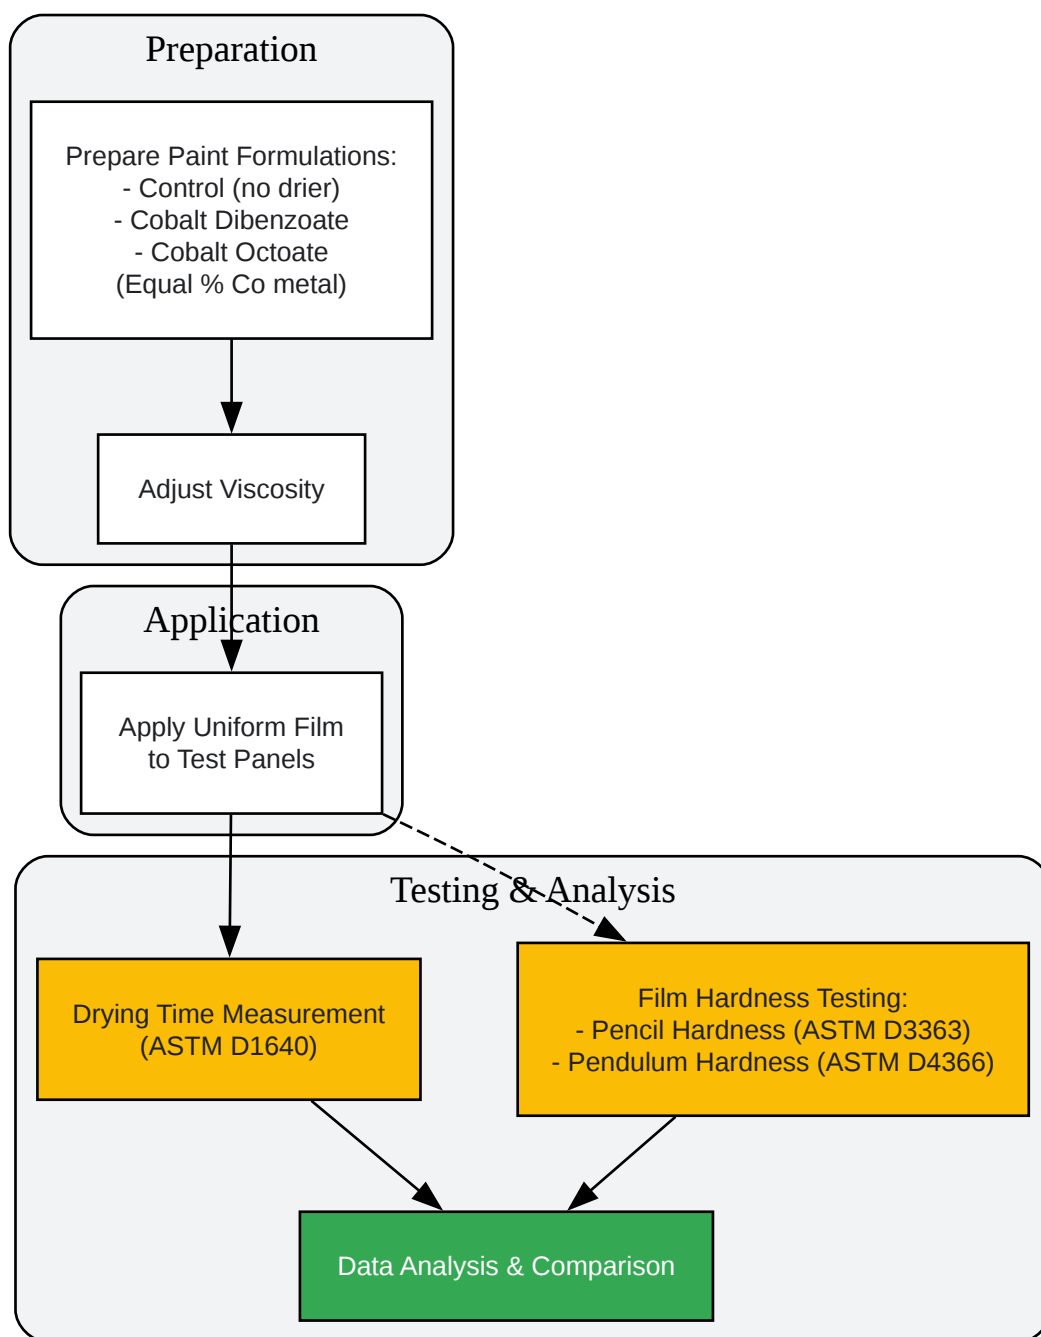 Preparation
Prepare Paint Formulations:
- Control (no drier)
- Cobalt Dibenzoate
- Cobalt Octoate
(Equal % Co metal)
Adjust Viscosity
Application
Apply Uniform Film
to Test Panels
Testing & Analysis
Drying Time Measurement
(ASTM D1640)
Film Hardness Testing:
- Pencil Hardness (ASTM D3363)
- Pendulum Hardness (ASTM D4366)
Data Analysis & Comparison